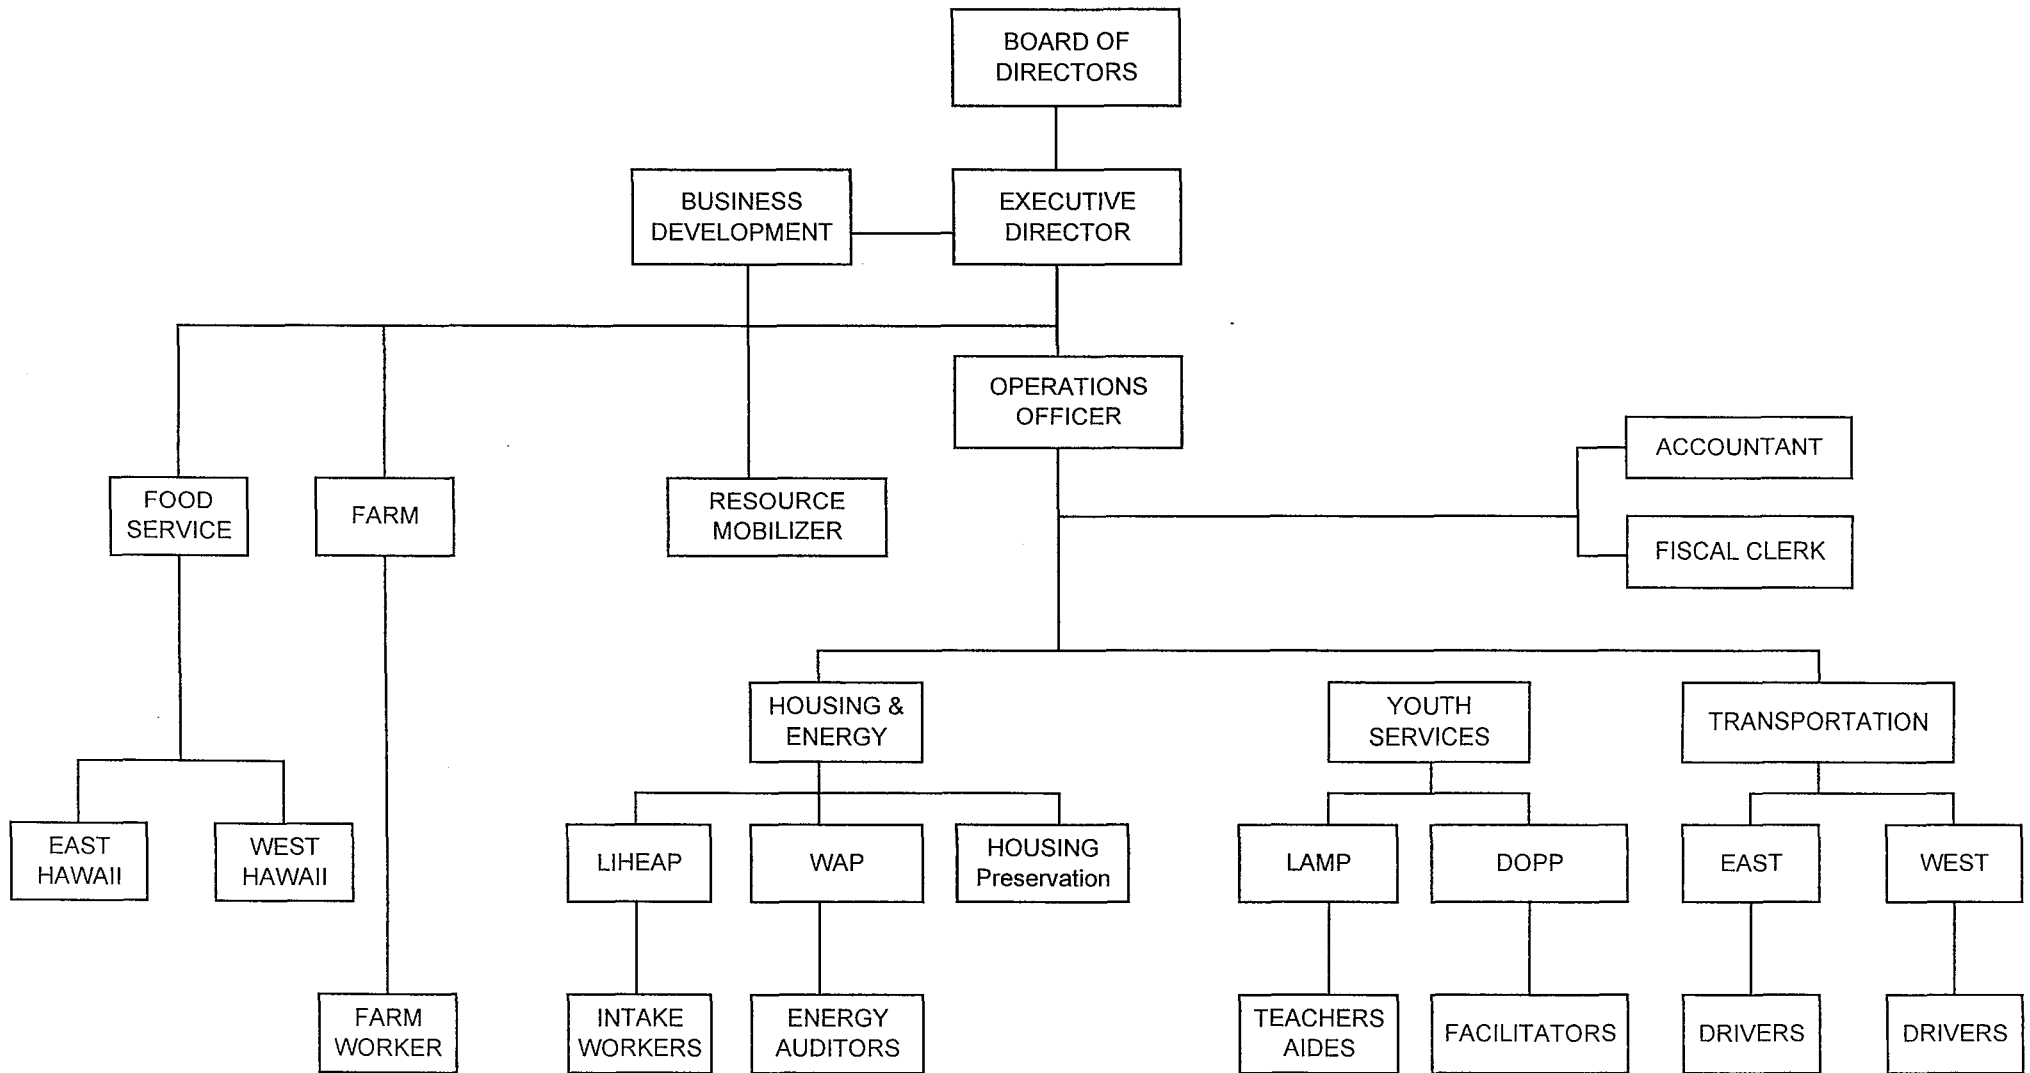 BOARD OF
DIRECTORS
BUSINESS
DEVELOPMENT
EXECUTIVE
DIRECTOR
OPERATIONS
OFFICER
ACCOUNTANT
FOOD
SERVICE
FARM
RESOURCE
MOBILIZER
FISCAL CLERK
HOUSING &
ENERGY
YOUTH
SERVICES
TRANSPORTATION
EAST
HAWAII
WEST
HAWAII
LIHEAP
WAP
HOUSING
Preservation
LAMP
DOPP
EAST
WEST
FARM
WORKER
INTAKE
WORKERS
ENERGY
AUDITORS
TEACHERS
AIDES
FACILITATORS
DRIVERS
DRIVERS